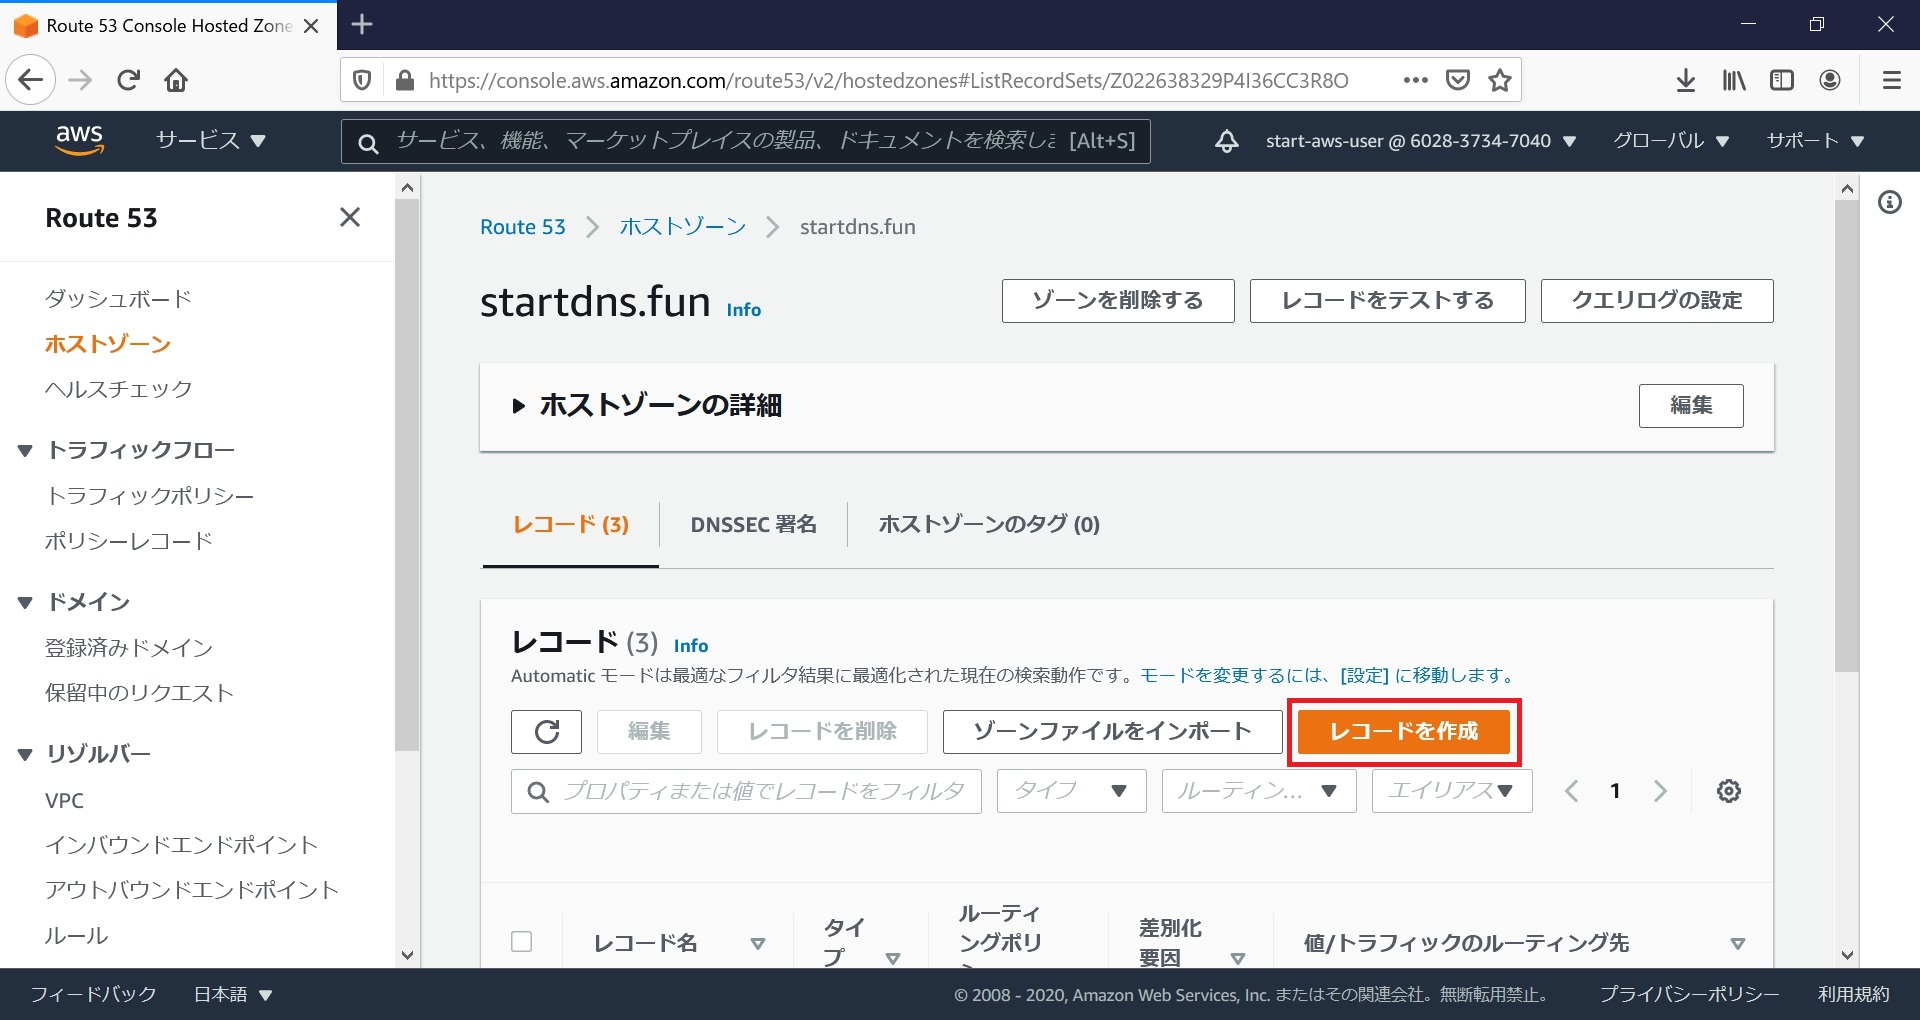 Route 53 Console Hosted Zone
https://console.aws.amazon.com/route53/v2/hostedzones#ListRecordSets/Z022638329P4I36CC3R8O
aws
サービス
サービス、機能、マーケットプレイスの製品、ドキュメントを検索しま [Alt+S]
start-aws-user @ 6028-3734-7040
グローバル
サポート
Route 53
ダッシュボード
ホストゾーン
ヘルスチェック
トラフィックフロー
トラフィックポリシー
ポリシーレコード
ドメイン
登録済みドメイン
保留中のリクエスト
リゾルバー
VPC
インバウンドエンドポイント
アウトバウンドエンドポイント
ルール
Route 53 ホストゾーン startdns.fun
startdns.fun Info
ゾーンを削除する
レコードをテストする
クエリログの設定
ホストゾーンの詳細
編集
レコード (3)
DNSSEC 署名
ホストゾーンのタグ (0)
レコード (3) Info
Automatic モードは最適なフィルタ結果に最適化された現在の検索動作です。モードを変更するには、[設定] に移動します。
編集
レコードを削除
ゾーンファイルをインポート
レコードを作成
プロパティまたは値でレコードをフィルタ
タイプ
ルーティン...
エイリアス
1
レコード名
タイ
プ
ルーティ
ングポリ
差別化
要因
値/トラフィックのルーティング先
フィードバック
日本語
© 2008 - 2020, Amazon Web Services, Inc. またはその関連会社。無断転用禁止。
プライバシーポリシー
利用規約